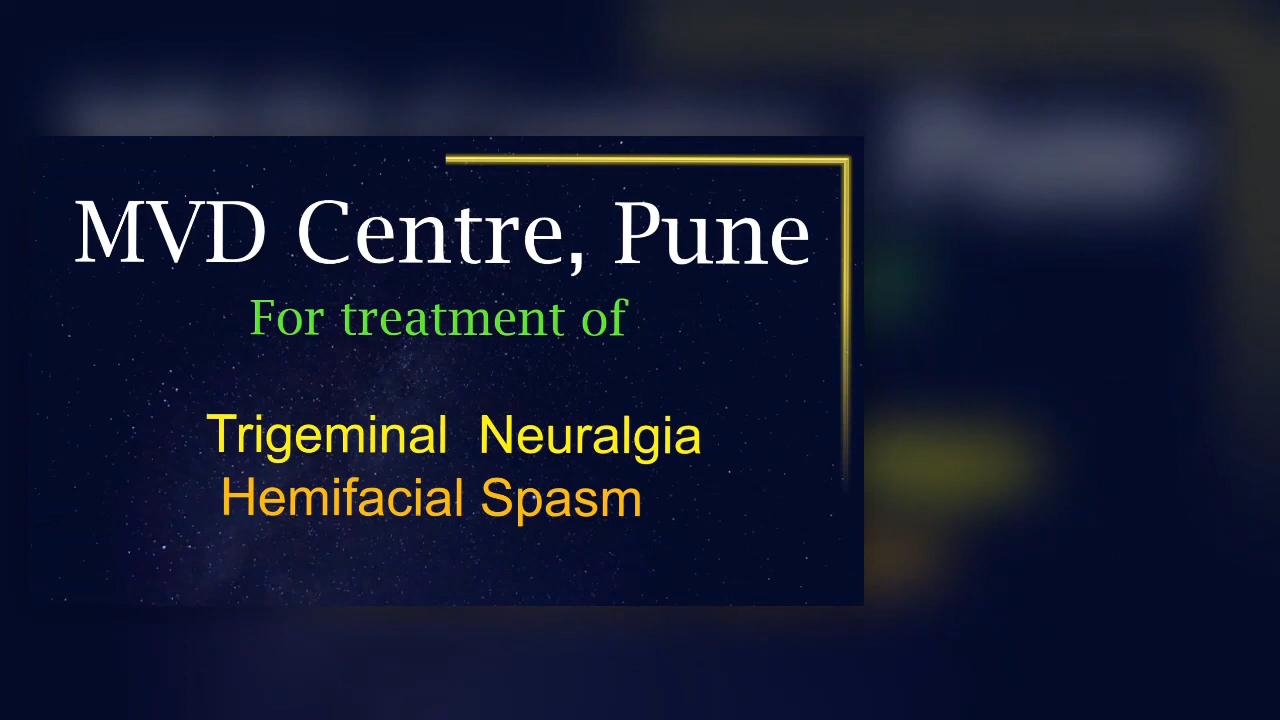 MVD Centre, Pune
For treatment of
Trigeminal Neuralgia
Hemifacial Spasm